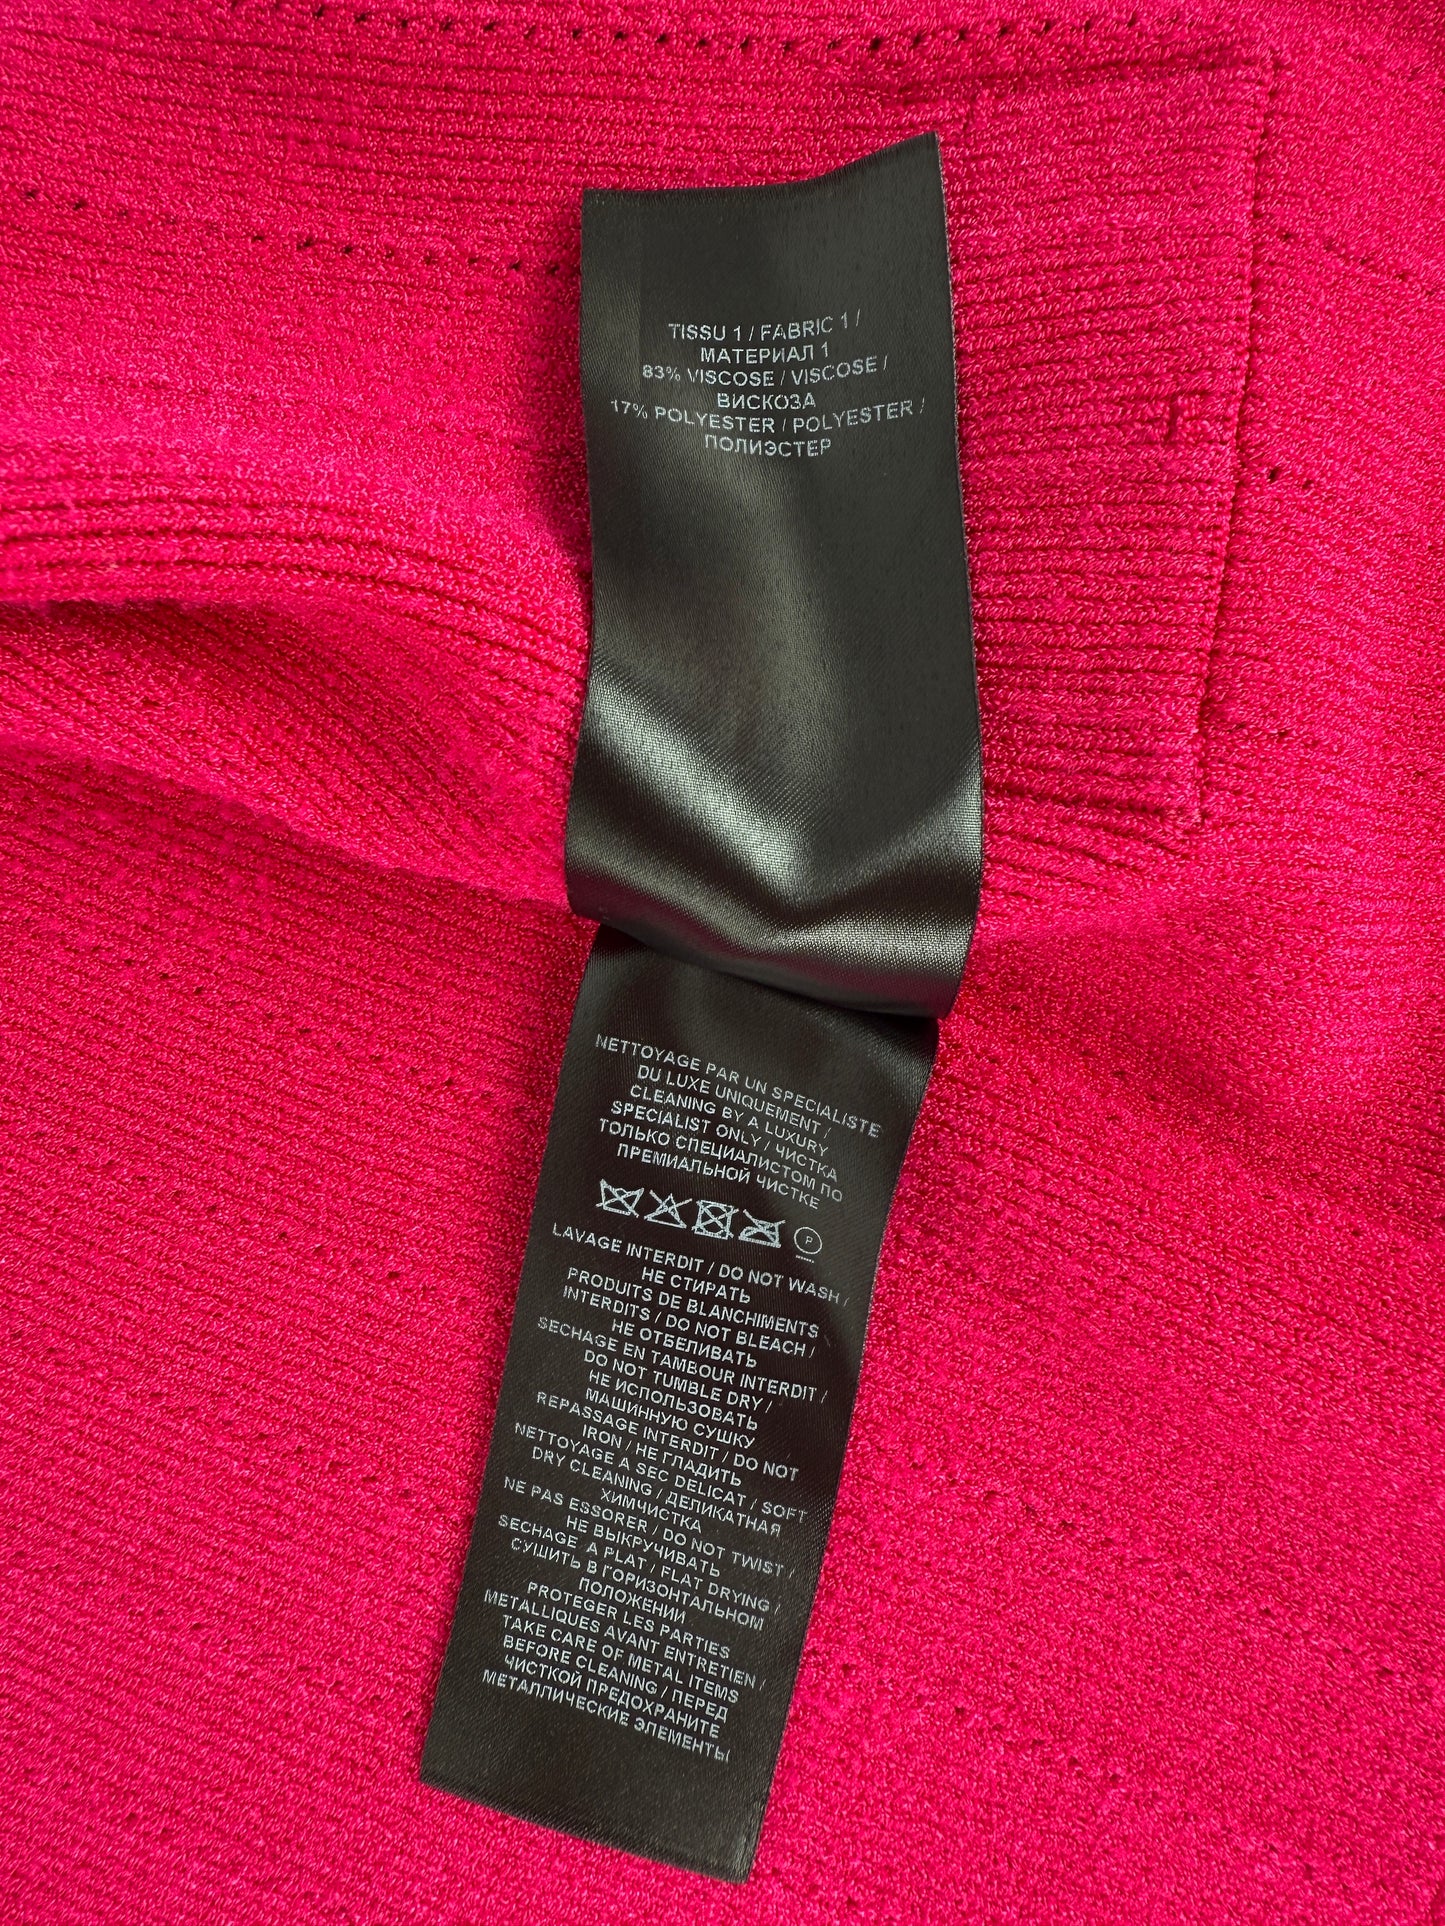 TISSU 1 / FABRIC 1 /
МАТЕРИАЛ 1
83% VISCOSE / VISCOSE /
ВИСКОЗА
17% POLYESTER / POLYESTER /
ПОЛИЭСТЕР
NETTOYAGE PAR UN SPECIALISTE
DU LUXE UNIQUEMENT /
CLEANING BY A LUXURY
SPECIALIST ONLY / ЧИСТКА
ТОЛЬКО СПЕЦИАЛИСТОМ ПО
ПРЕМИАЛЬНОЙ ЧИСТКЕ
P
LAVAGE INTERDIT / DO NOT WASH /
НЕ СТИРАТЬ
PRODUITS DE BLANCHIMENTS
INTERDITS / DO NOT BLEACH /
НЕ ОТБЕЛИВАТЬ
SECHAGE EN TAMBOUR INTERDIT /
DO NOT TUMBLE DRY /
НЕ ИСПОЛЬЗОВАТЬ
МАШИННУЮ СУШКУ
REPASSAGE INTERDIT / DO NOT
IRON / НЕ ГЛАДИТЬ
NETTOYAGE A SEC DELICAT / SOFT
DRY CLEANING / ДЕЛИКАТНАЯ
ХИМЧИСТКА
NE PAS ESSORER / DO NOT TWIST /
НЕ ВЫКРУЧИВАТЬ
SECHAGE A PLAT / FLAT DRYING /
СУШИТЬ В ГОРИЗОНТАЛЬНОМ
ПОЛОЖЕНИИ
PROTEGER LES PARTIES
METALLIQUES AVANT ENTRETIEN /
TAKE CARE OF METAL ITEMS
BEFORE CLEANING / ПЕРЕД
ЧИСТКОЙ ПРЕДОХРАНИТЕ
МЕТАЛЛИЧЕСКИЕ ЭЛЕМЕНТЫ